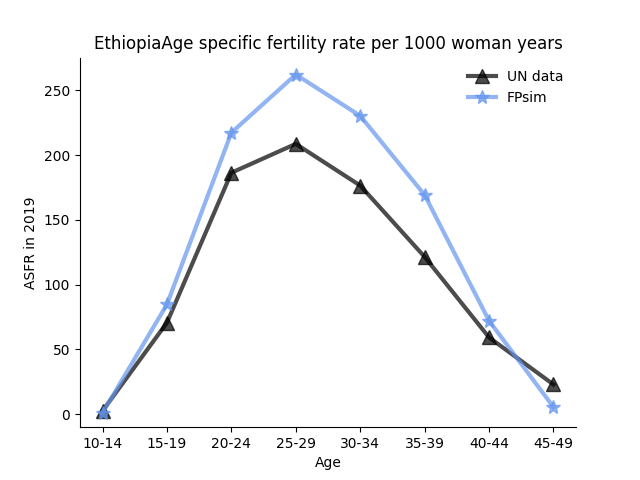 EthiopiaAge specific fertility rate per 1000 woman years
UN data
FPsim
250
200
150
100
50
0
ASFR in 2019
10-14 15-19 20-24 25-29 30-34 35-39 40-44 45-49
Age